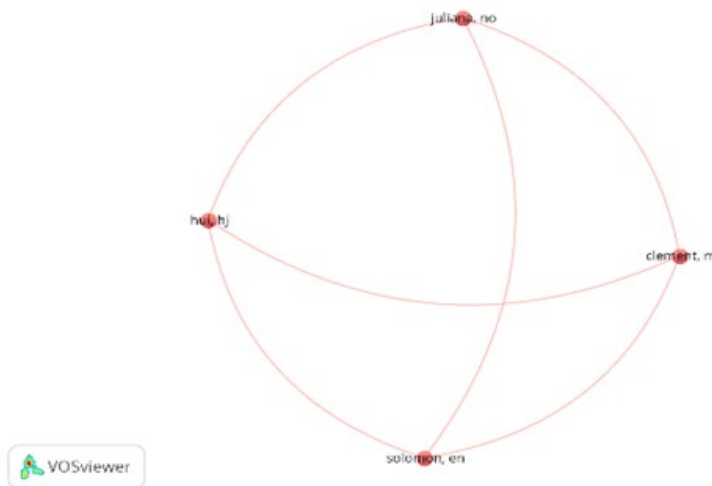 juliana, no
hui, hj
clement, m
solomon, en
VOSviewer